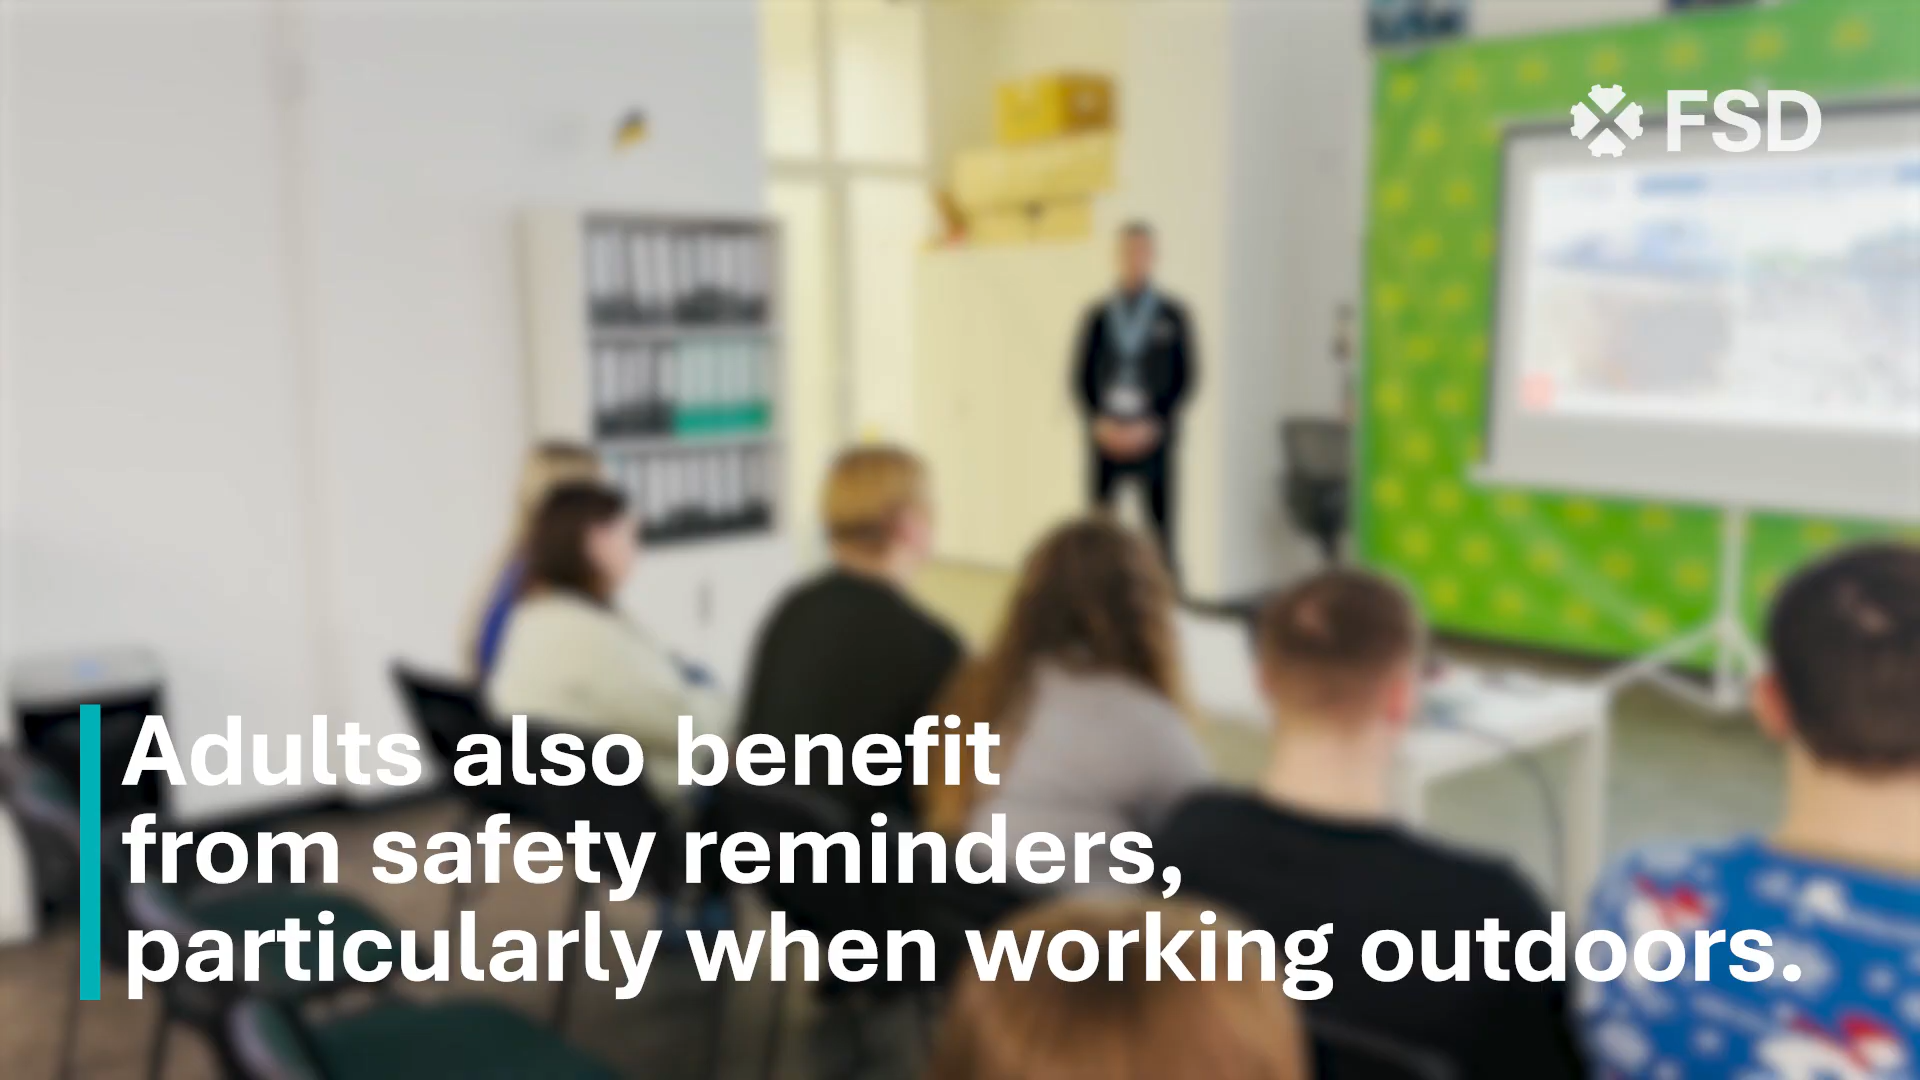 FSD
Adults also benefit
from safety reminders,
particularly when working outdoors.